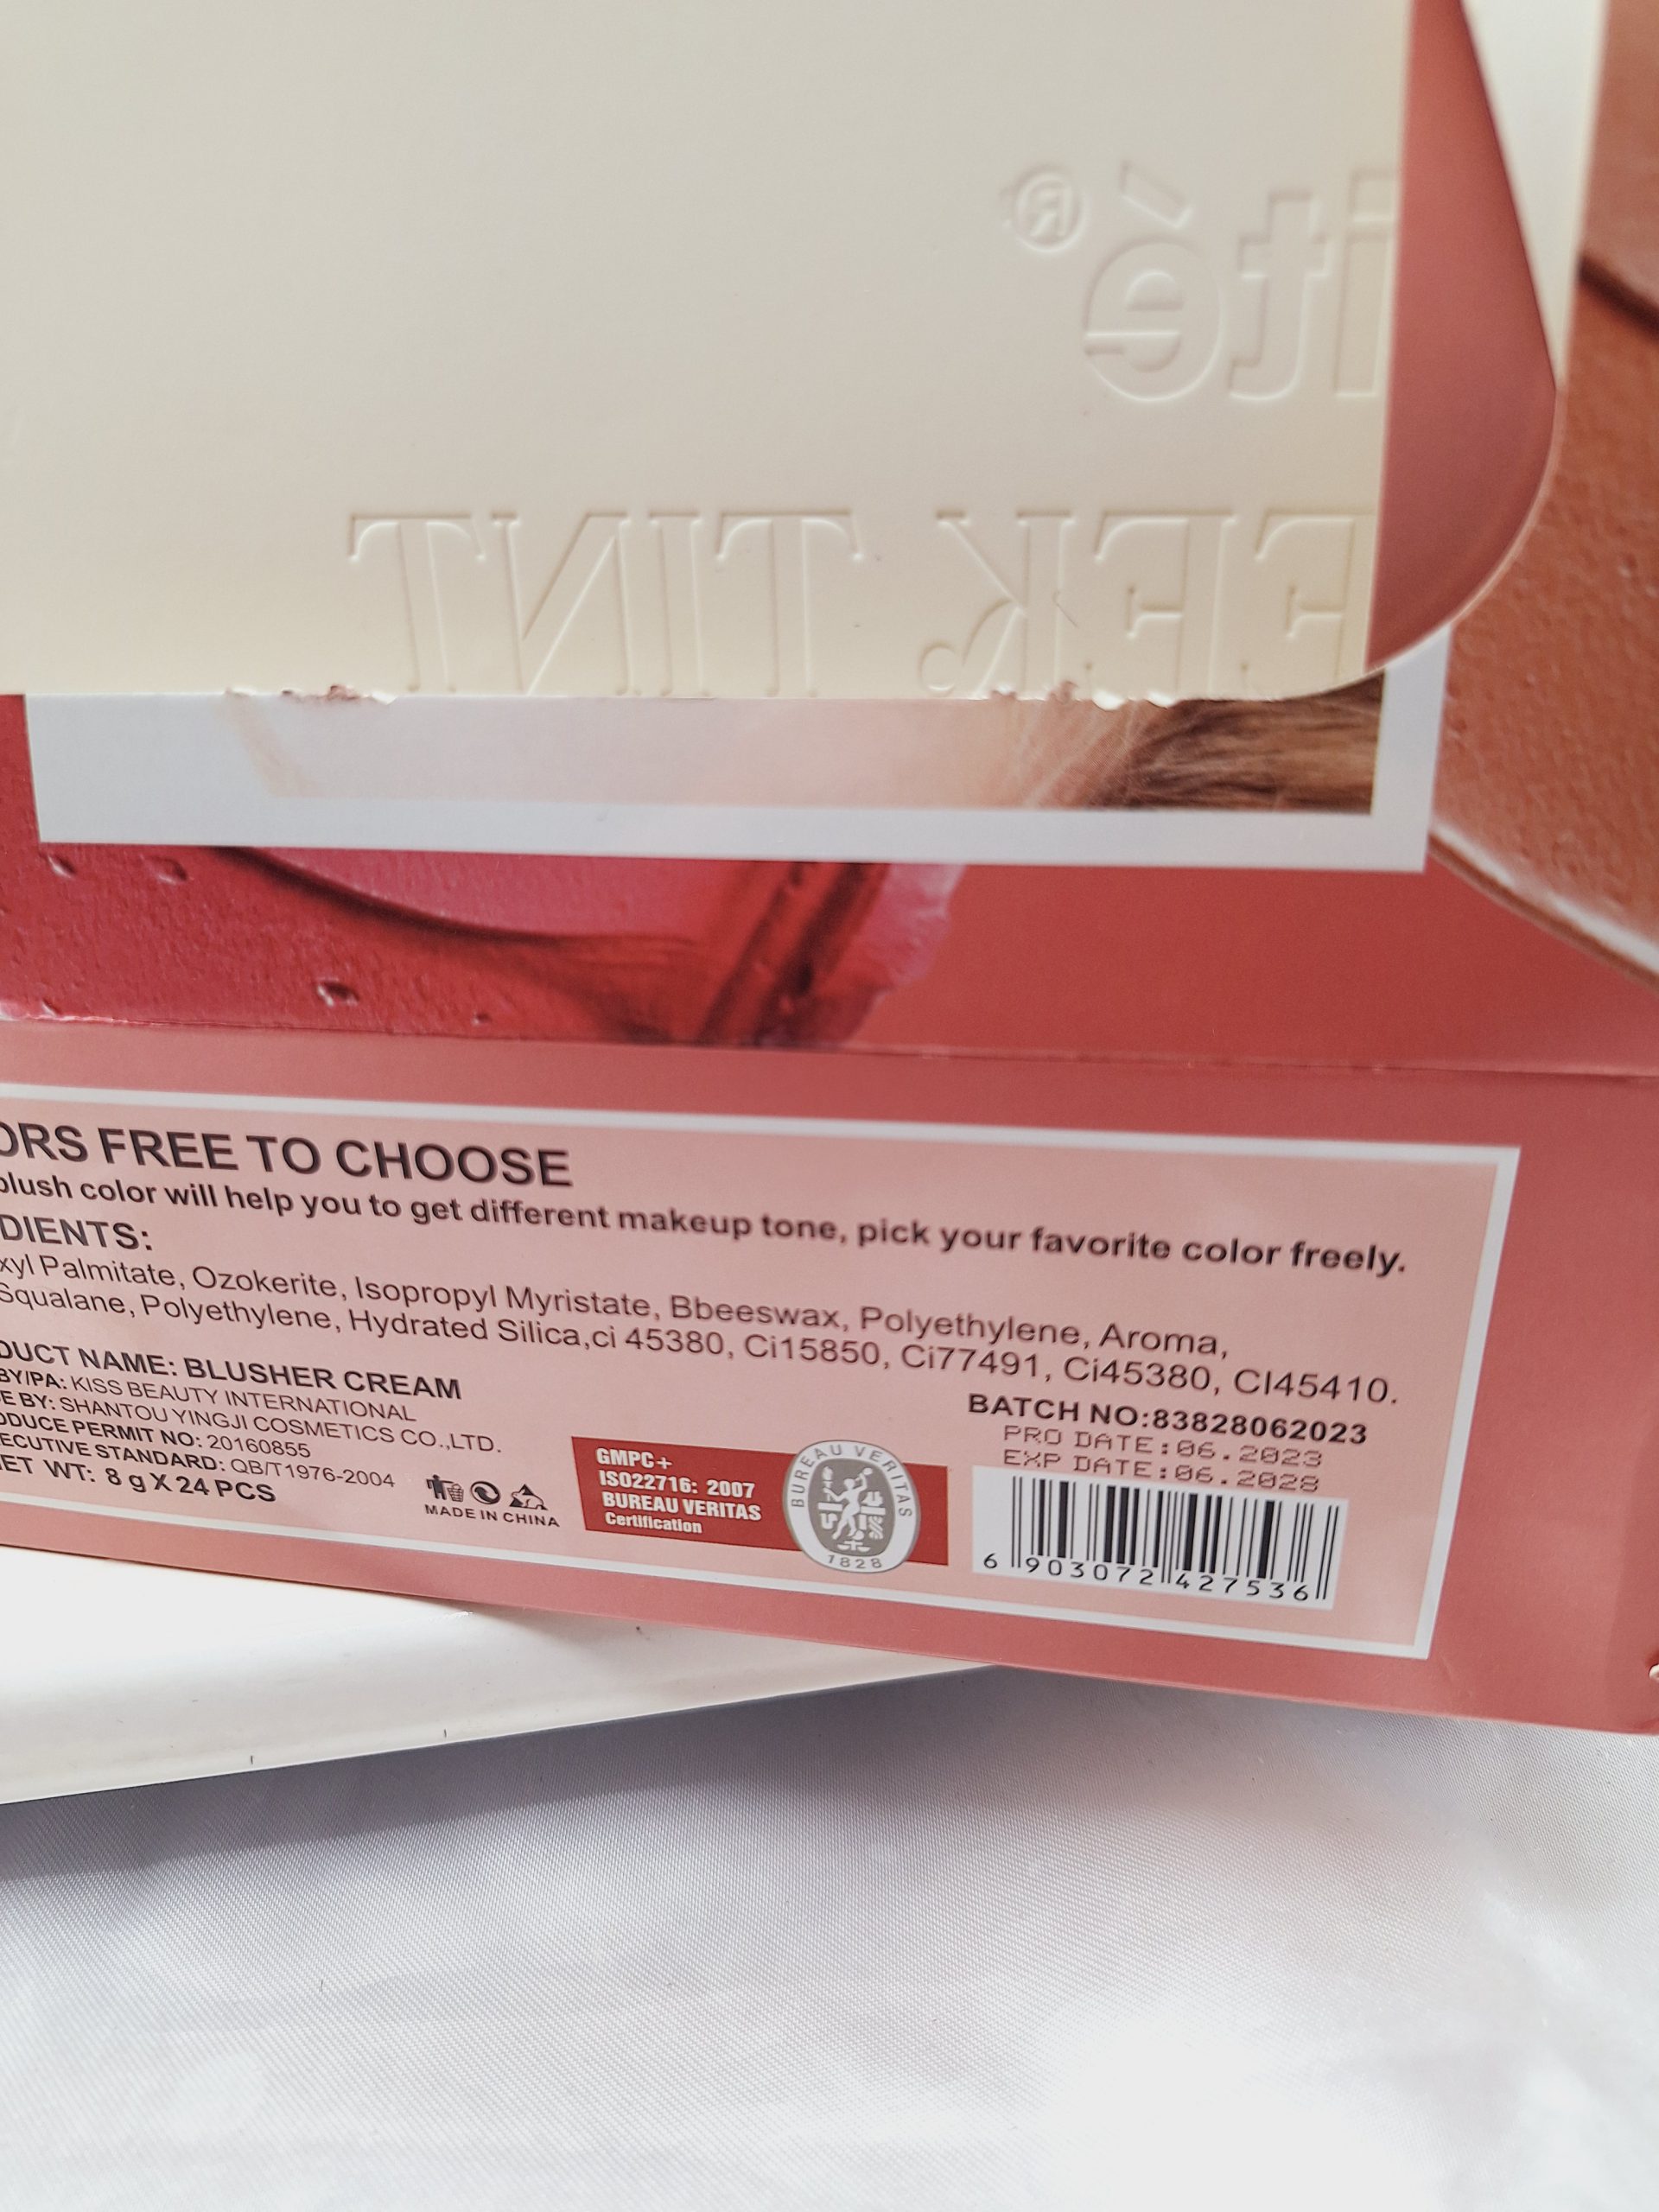 itè®
EEK TINT
ORS FREE TO CHOOSE
blush color will help you to get different makeup tone, pick your favorite color freely.
DIENTS:
xyl Palmitate, Ozokerite, Isopropyl Myristate, Bbeeswax, Polyethylene, Aroma,
Squalane, Polyethylene, Hydrated Silica,ci 45380, Ci15850, Ci77491, Ci45380, CI45410.
DUCT NAME: BLUSHER CREAM
BY/PA: KISS BEAUTY INTERNATIONAL
E BY: SHANTOU YINGJI COSMETICS CO.,LTD.
ODUCE PERMIT NO: 20160855
ECUTIVE STANDARD: QB/T1976-2004
ET WT: 8 g X 24 PCS
MADE IN CHINA
GMPC+
ISO22716: 2007
BUREAU VERITAS
Certification
BUREAU VERITAS
1828
BATCH NO:83828062023
PRO DATE:06.2023
EXP DATE:06.2028
6 903072 427536